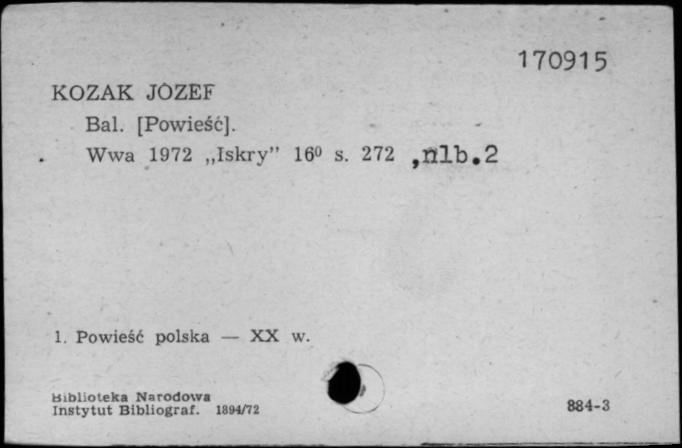 170915
KOZAK JÓZEF
Bal. [Powieść].
Wwa 1972 „Iskry” 16⁰ s. 272 ,nlb.2
1. Powieść polska — XX w.
Biblioteka Narodowa
Instytut Bibliograf. 1894/72
884-3